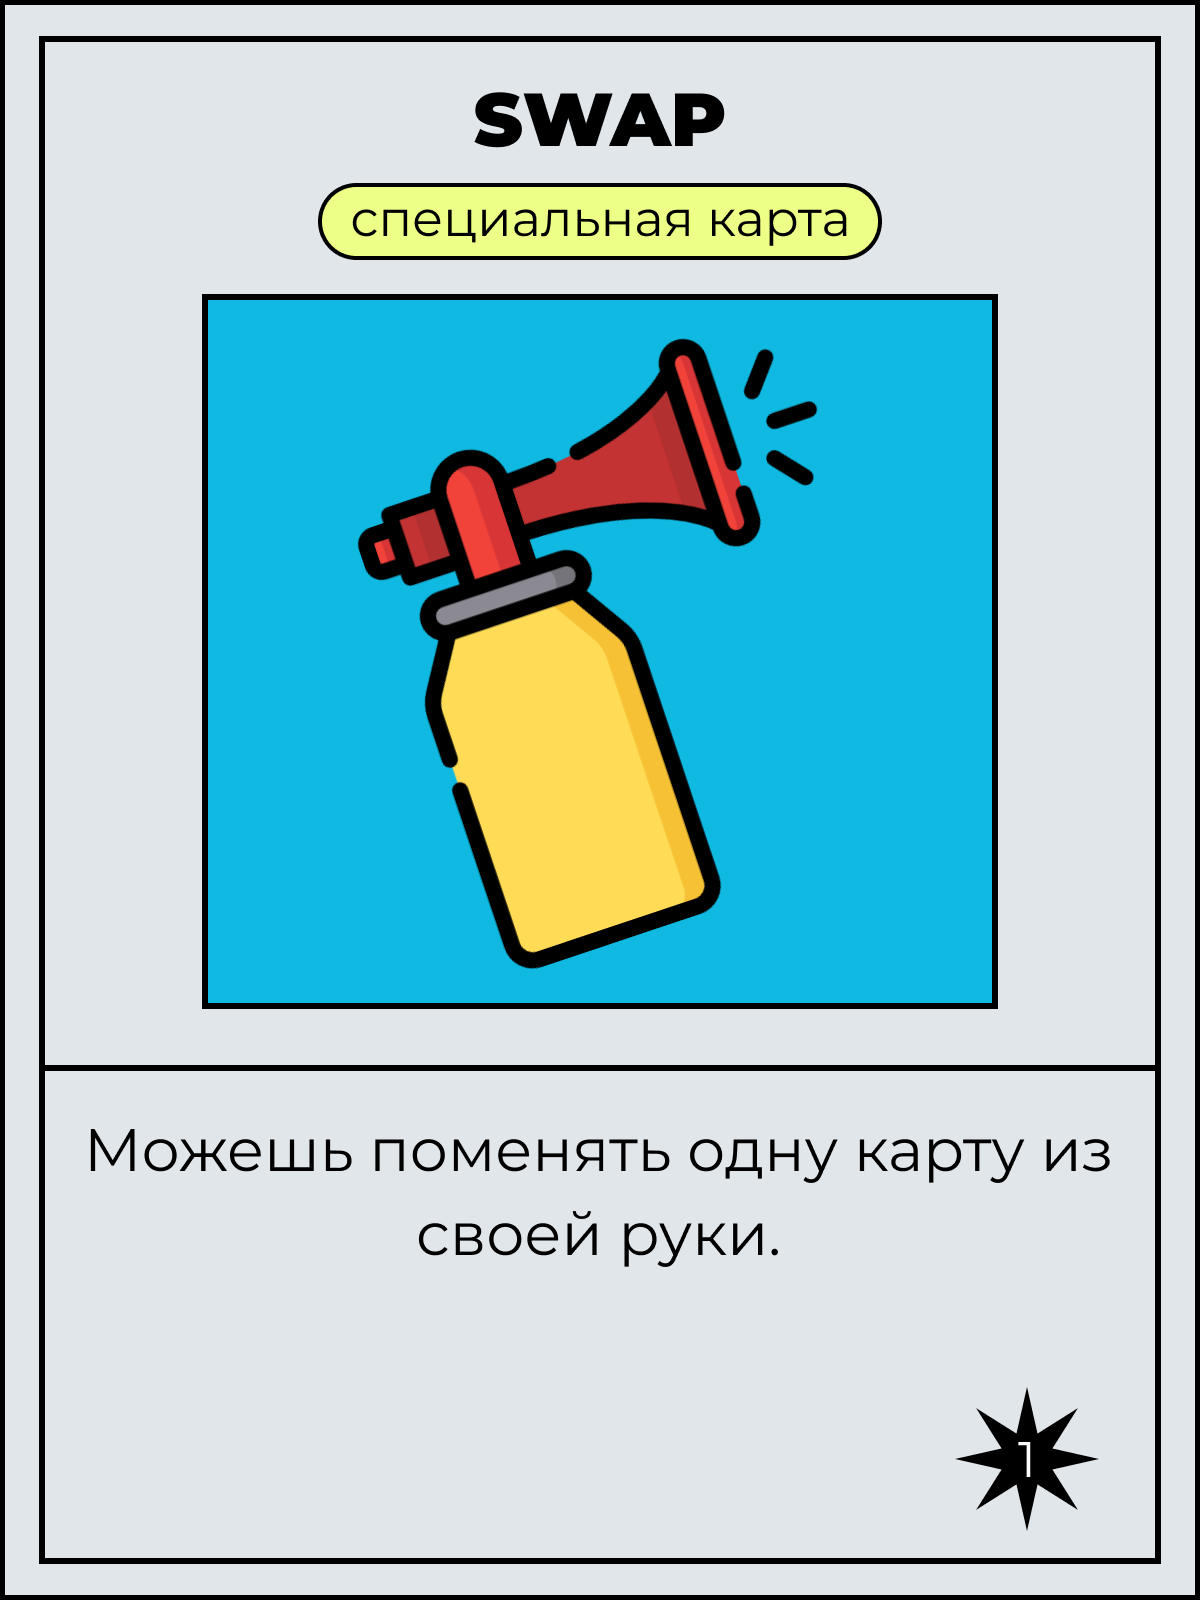 SWAP
специальная карта
Можешь поменять одну карту из
своей руки.
1